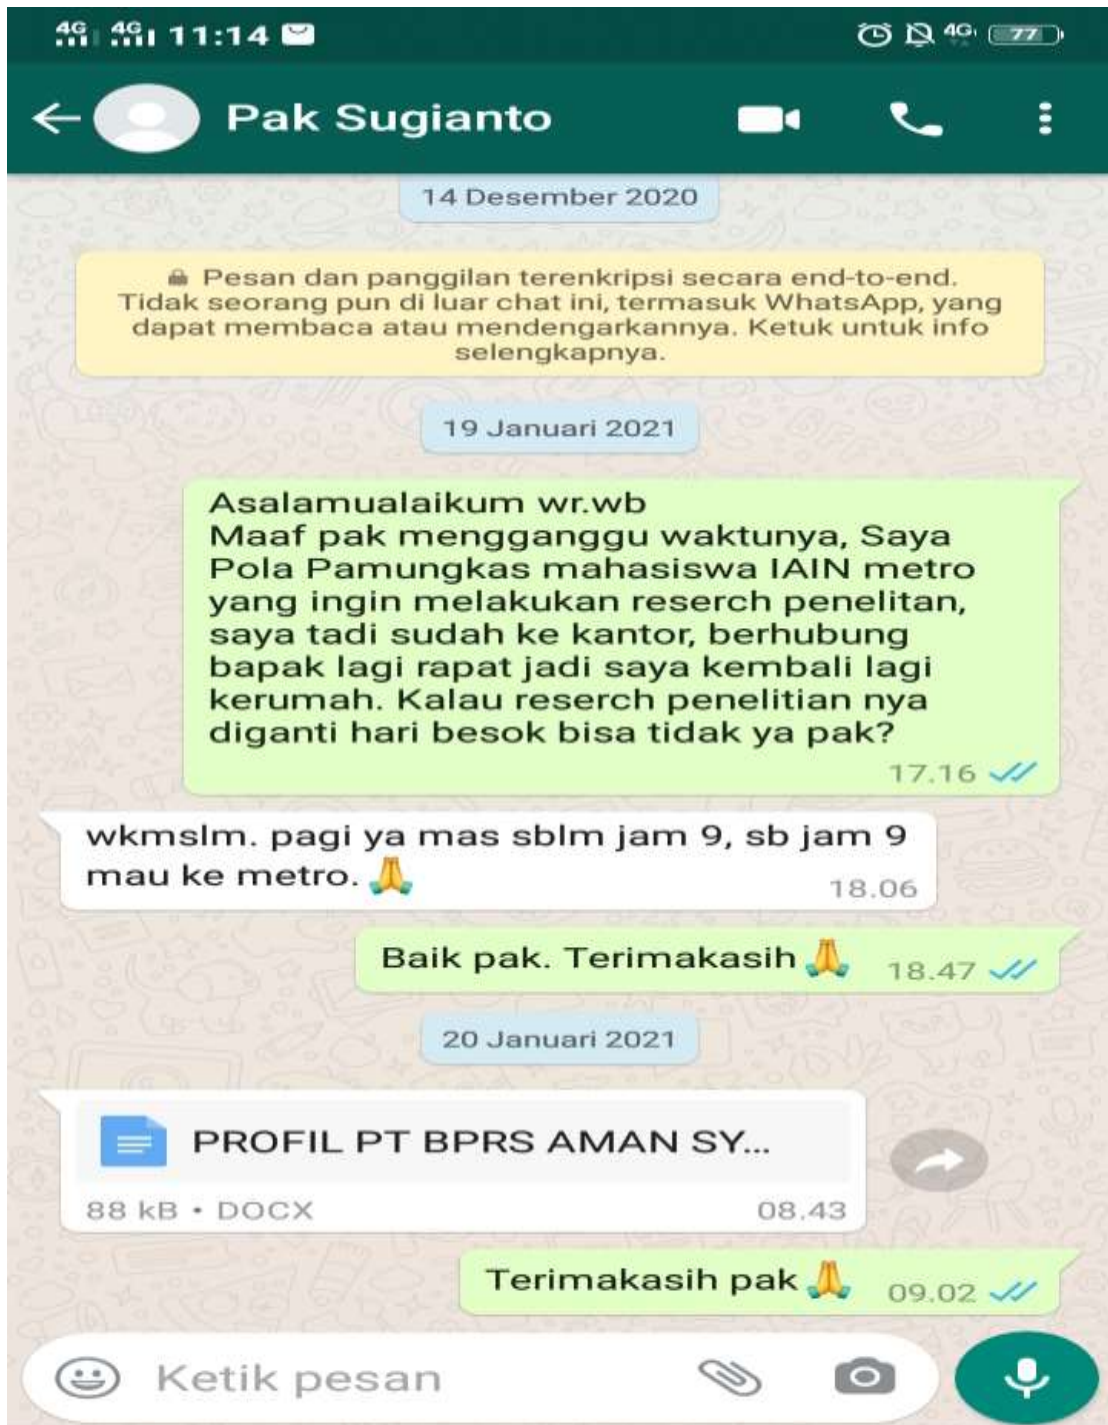 4G 4G 11:14 4G 77
Pak Sugianto
14 Desember 2020
Pesan dan panggilan terenkripsi secara end-to-end.
Tidak seorang pun di luar chat ini, termasuk WhatsApp, yang
dapat membaca atau mendengarkannya. Ketuk untuk info
selengkapnya.
19 Januari 2021
Asalamualaikum wr.wb
Maaf pak mengganggu waktunya, Saya
Pola Pamungkas mahasiswa IAIN metro
yang ingin melakukan reserch penelitan,
saya tadi sudah ke kantor, berhubung
bapak lagi rapat jadi saya kembali lagi
kerumah. Kalau reserch penelitian nya
diganti hari besok bisa tidak ya pak?
17.16
wkmslm. pagi ya mas sblm jam 9, sb jam 9
mau ke metro. 🙏
18.06
Baik pak. Terimakasih 🙏 18.47
20 Januari 2021
PROFIL PT BPRS AMAN SY...
88 kB • DOCX 08.43
Terimakasih pak 🙏 09.02
Ketik pesan